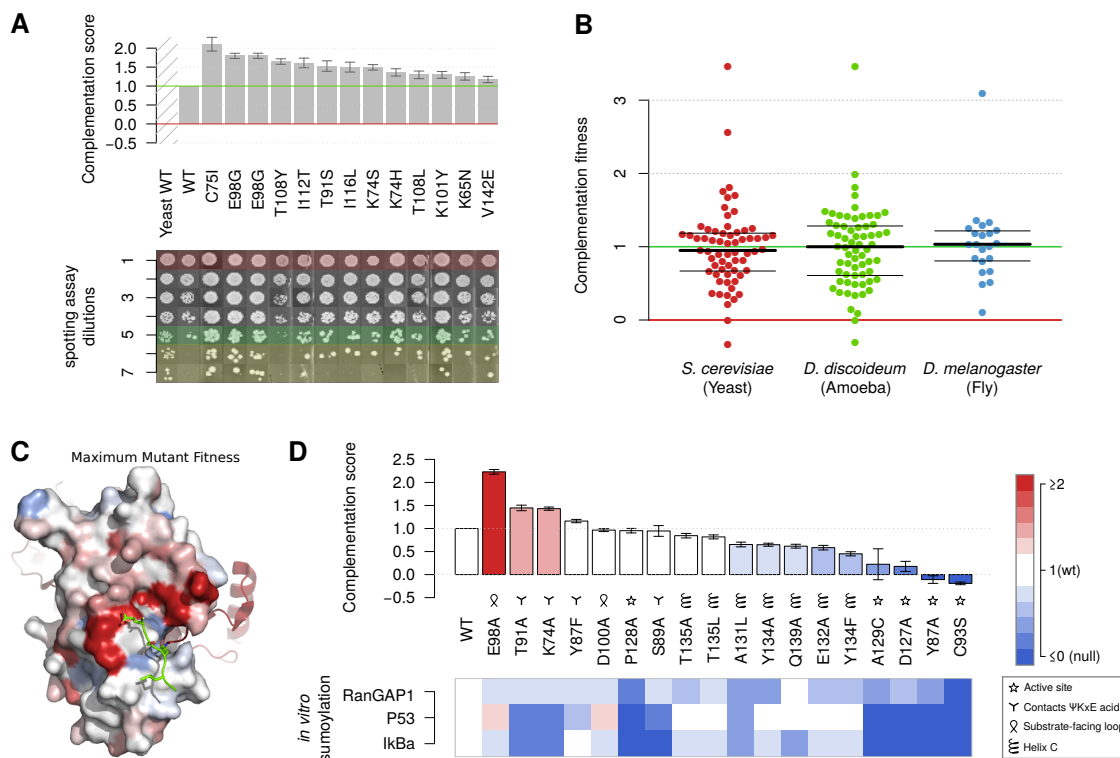 A
Complementation score
2.0
1.5
1.0
0.5
0.0
−0.5
Yeast WT
WT
C75I
E98G
E98G
T108Y
I112T
T91S
I116L
K74S
K74H
T108L
K101Y
K65N
V142E
spotting assay
dilutions
1
3
5
7
B
Complementation fitness
3
2
1
0
S. cerevisiae
(Yeast)
D. discoideum
(Amoeba)
D. melanogaster
(Fly)
C
Maximum Mutant Fitness
D
Complementation score
2.5
2.0
1.5
1.0
0.5
0.0
−0.5
WT
E98A
T91A
K74A
Y87F
D100A
P128A
S89A
T135A
T135L
A131L
Y134A
Q139A
E132A
Y134F
A129C
D127A
Y87A
C93S
in vitro
sumoylation
RanGAP1
P53
IkBa
≥2
1(wt)
≤0 (null)
Active site
Contacts ΨKxE acid
Substrate-facing loop
Helix C